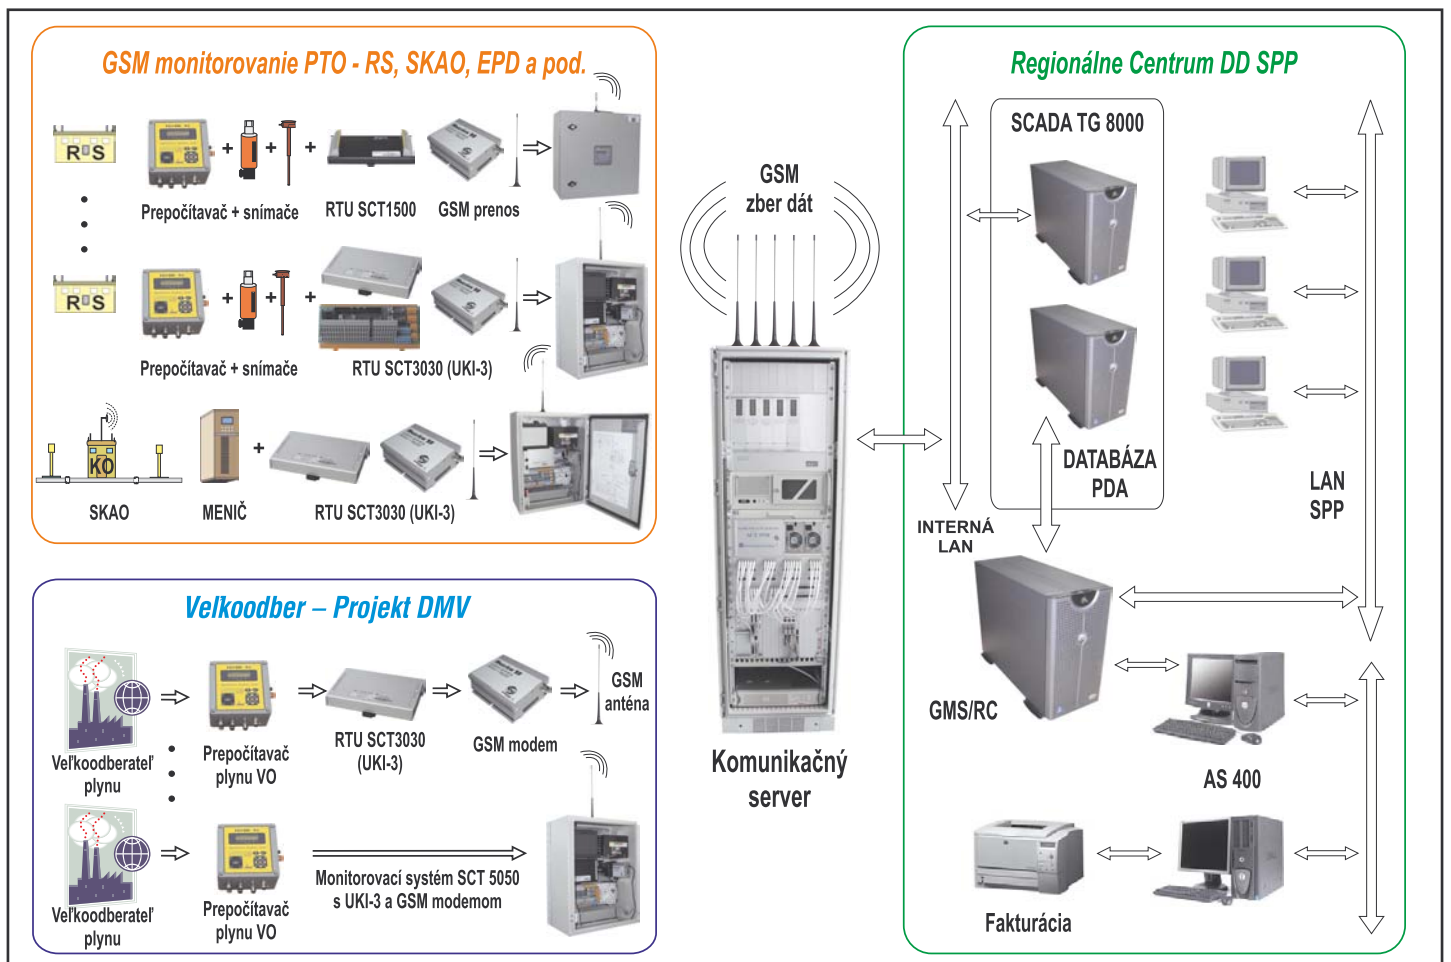 GSM monitorovanie PTO - RS, SKAO, EPD a pod.
RS
Prepočítavač + snímače
RTU SCT1500
GSM prenos
RS
Prepočítavač + snímače
RTU SCT3030 (UKI-3)
KO
SKAO
MENIČ
RTU SCT3030 (UKI-3)
Veľkoodber – Projekt DMV
Veľkoodberateľ
plynu
Prepočítavač
plynu VO
RTU SCT3030
(UKI-3)
GSM modem
GSM
anténa
Veľkoodberateľ
plynu
Prepočítavač
plynu VO
Monitorovací systém SCT 5050
s UKI-3 a GSM modemom
GSM
zber dát
Komunikačný
server
Regionálne Centrum DD SPP
SCADA TG 8000
DATABÁZA
PDA
INTERNÁ
LAN
LAN
SPP
GMS/RC
AS 400
Fakturácia